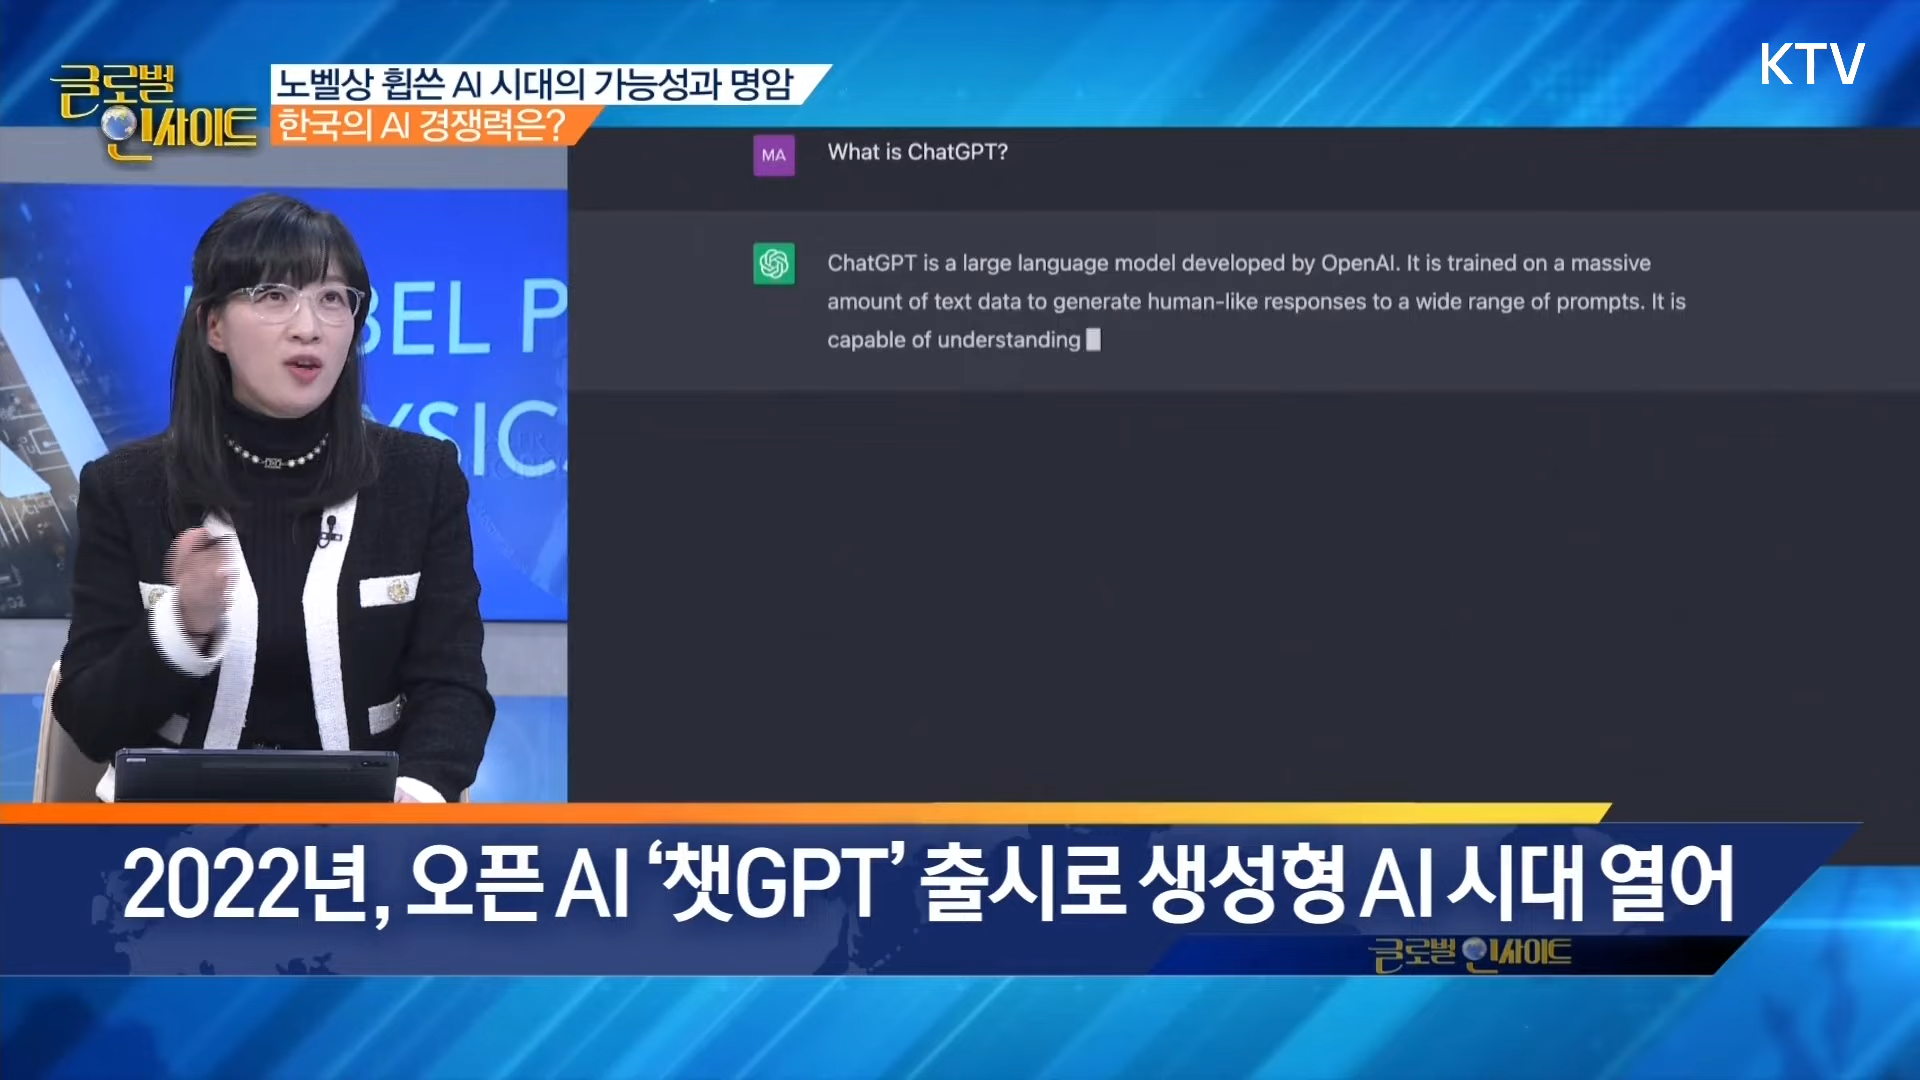 글로벌
인사이트
노벨상 휩쓴 AI 시대의 가능성과 명암
한국의 AI 경쟁력은?
KTV
BEL P
YSICA
MA
What is ChatGPT?
ChatGPT is a large language model developed by OpenAI. It is trained on a massive
amount of text data to generate human-like responses to a wide range of prompts. It is
capable of understanding
2022년, 오픈 AI ‘챗GPT’ 출시로 생성형 AI 시대 열어
글로벌 인사이트